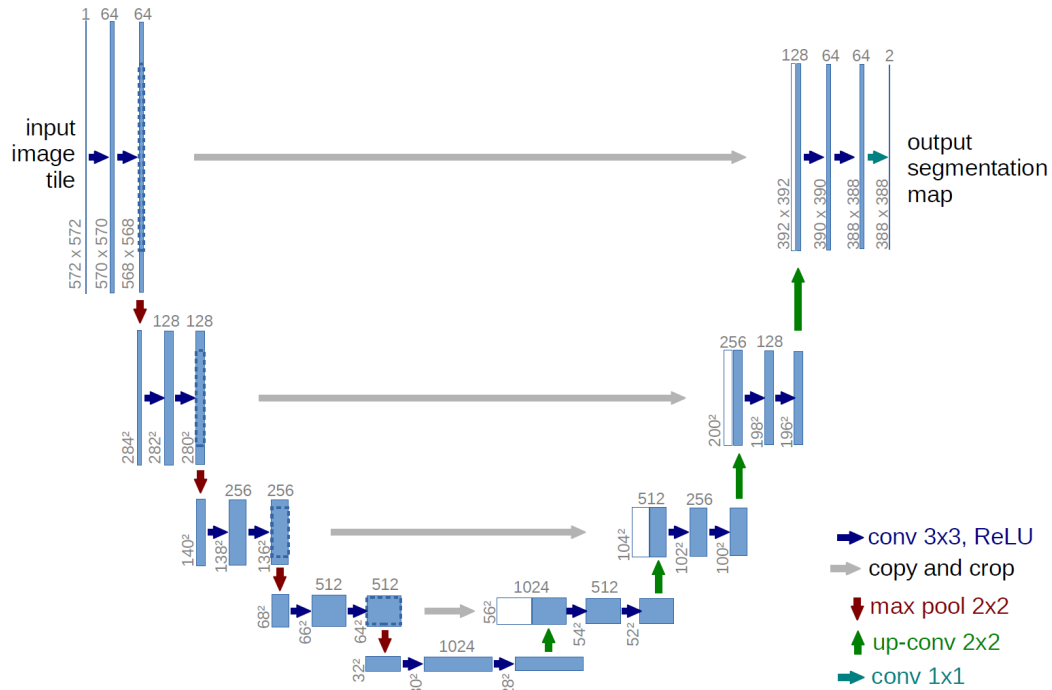 1 64 64
128 64 64 2
input
image
tile
output
segmentation
map
572 x 572
570 x 570
568 x 568
392 x 392
390 x 390
388 x 388
388 x 388
128 128
256 128
284²
282²
280²
200²
198²
196²
256 256
512 256
140²
138²
136²
104²
102²
100²
512 512
1024 512
68²
66²
64²
56²
54²
52²
1024
32²
conv 3x3, ReLU
copy and crop
max pool 2x2
up-conv 2x2
conv 1x1